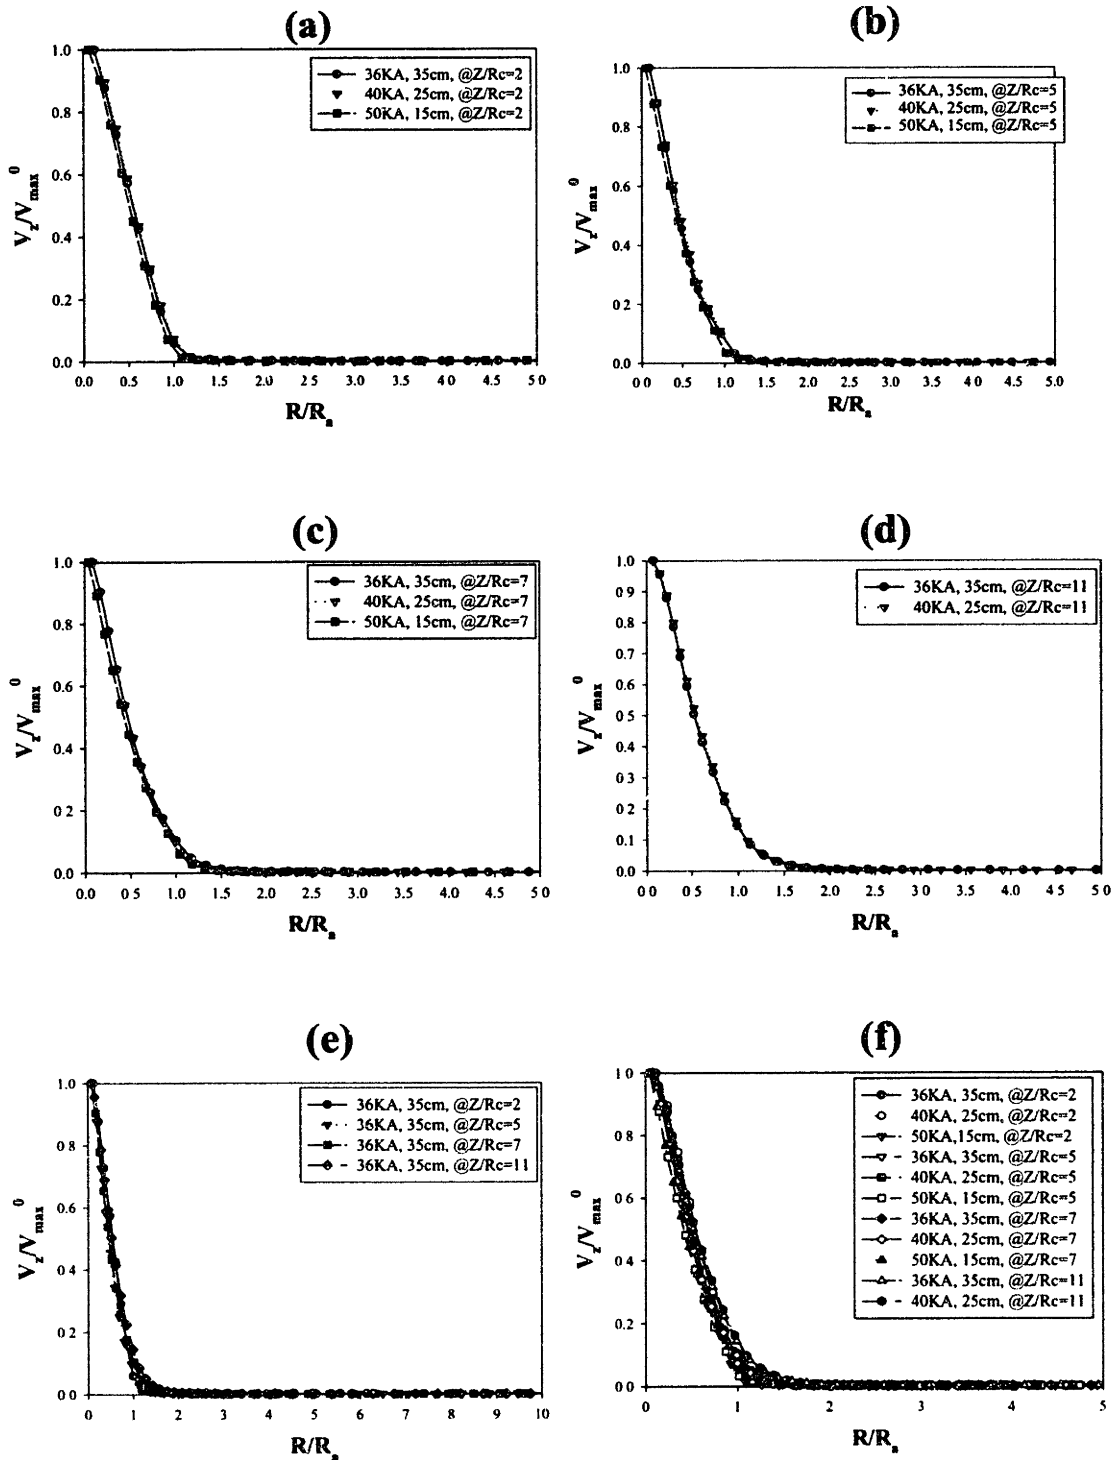 (a)
36KA, 35cm, @Z/Rc=2
40KA, 25cm, @Z/Rc=2
50KA, 15cm, @Z/Rc=2
V_z/V_max^0
1.0
0.8
0.6
0.4
0.2
0.0
0.0 0.5 1.0 1.5 2.0 2.5 3.0 3.5 4.0 4.5 5 0
R/R_a
(b)
36KA, 35cm, @Z/Rc=5
40KA, 25cm, @Z/Rc=5
50KA, 15cm, @Z/Rc=5
V_z/V_max^0
1.0
0.8
0.6
0.4
0.2
0.0
0 0 0.5 1.0 1.5 2.0 2.5 3.0 3.5 4.0 4.5 5.0
R/R_a
(c)
36KA, 35cm, @Z/Rc=7
40KA, 25cm, @Z/Rc=7
50KA, 15cm, @Z/Rc=7
V_z/V_max^0
1.0
0.8
0.6
0.4
0.2
0.0
0.0 0.5 1.0 1.5 2.0 2.5 3.0 3.5 4.0 4.5 5 0
R/R_a
(d)
36KA, 35cm, @Z/Rc=11
40KA, 25cm, @Z/Rc=11
V_z/V_max^0
1.0
0.9
0.8
0.7
0.6
0.5
0.4
0.3
0 2
0.1
0.0
0 0 0.5 1.0 1 5 2 0 2.5 3.0 3.5 4 0 4.5 5 0
R/R_a
(e)
36KA, 35cm, @Z/Rc=2
36KA, 35cm, @Z/Rc=5
36KA, 35cm, @Z/Rc=7
36KA, 35cm, @Z/Rc=11
V_z/V_max^0
1.0
0.8
0.6
0.4
0.2
0.0
0 1 2 3 4 5 6 7 8 9 10
R/R_a
(f)
36KA, 35cm, @Z/Rc=2
40KA, 25cm, @Z/Rc=2
50KA,15cm, @Z/Rc=2
36KA, 35cm, @Z/Rc=5
40KA, 25cm, @Z/Rc=5
50KA, 15cm, @Z/Rc=5
36KA, 35cm, @Z/Rc=7
40KA, 25cm, @Z/Rc=7
50KA, 15cm, @Z/Rc=7
36KA, 35cm, @Z/Rc=11
40KA, 25cm, @Z/Rc=11
V_z/V_max^0
1.0
0.8
0.6
0.4
0.2
0.0
0 1 2 3 4 5
R/R_a